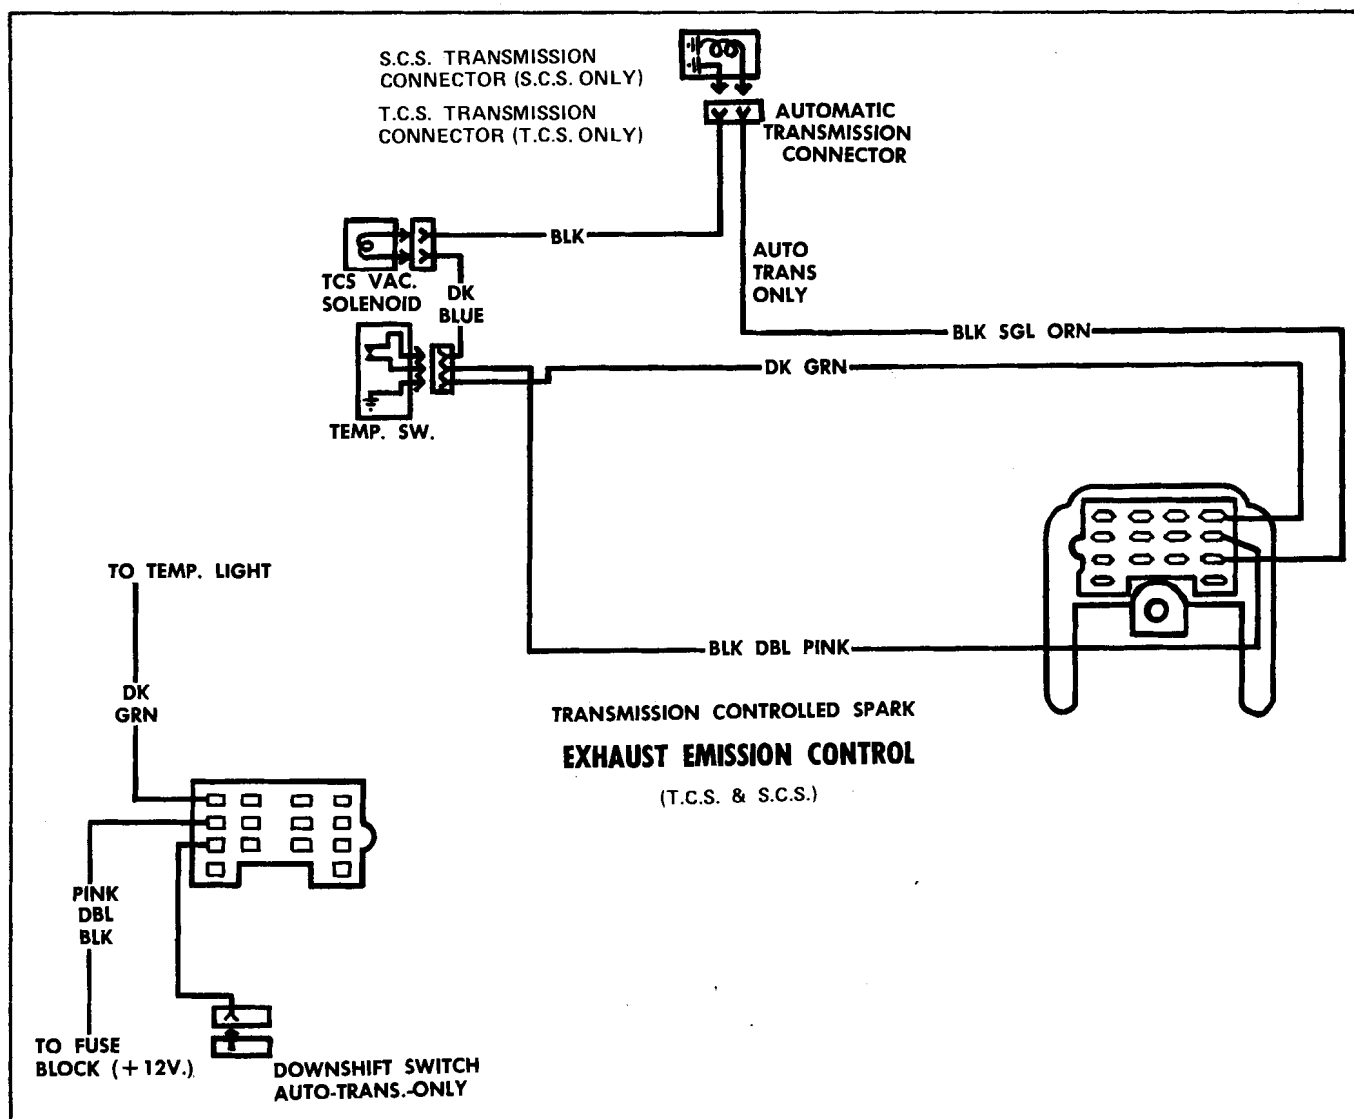 S.C.S. TRANSMISSION
CONNECTOR (S.C.S. ONLY)
T.C.S. TRANSMISSION
CONNECTOR (T.C.S. ONLY)
AUTOMATIC
TRANSMISSION
CONNECTOR
BLK
AUTO
TRANS
ONLY
TCS VAC.
SOLENOID
DK
BLUE
BLK SGL ORN
DK GRN
TEMP. SW.
TO TEMP. LIGHT
BLK DBL PINK
DK
GRN
TRANSMISSION CONTROLLED SPARK
EXHAUST EMISSION CONTROL
(T.C.S. & S.C.S.)
PINK
DBL
BLK
TO FUSE
BLOCK (+12V.)
DOWNSHIFT SWITCH
AUTO-TRANS.-ONLY